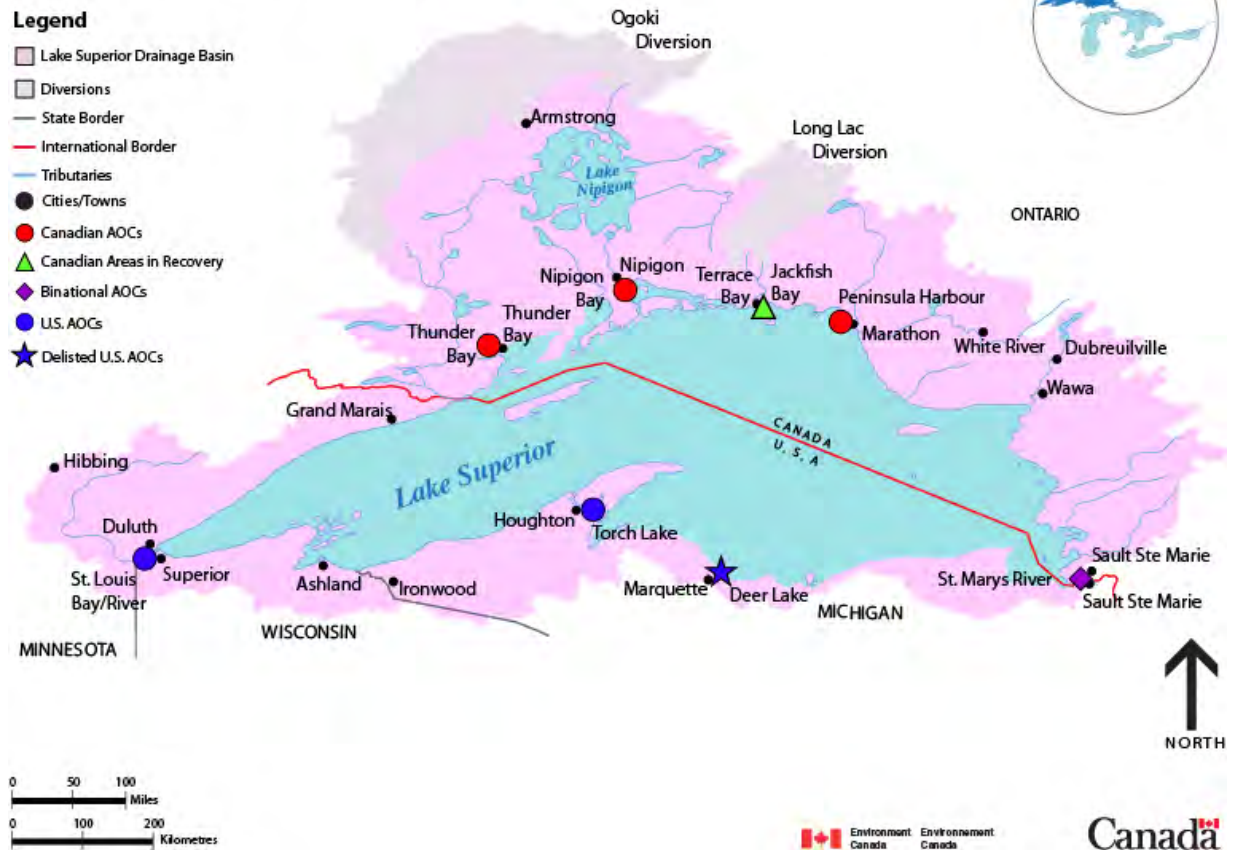 Legend
Lake Superior Drainage Basin
Diversions
State Border
International Border
Tributaries
Cities/Towns
Canadian AOCs
Canadian Areas in Recovery
Binational AOCs
U.S. AOCs
Delisted U.S. AOCs
Ogoki
Diversion
Armstrong
Long Lac
Diversion
Lake
Nipigon
ONTARIO
Nipigon
Nipigon
Bay
Terrace
Bay
Jackfish
Bay
Peninsula Harbour
Marathon
Thunder
Bay
Thunder
Bay
White River
Dubreuilville
Wawa
Grand Marais
CANADA
U.S.A
Hibbing
Lake Superior
Houghton
Torch Lake
Duluth
Superior
St. Louis
Bay/River
Ashland
Ironwood
Marquette
Deer Lake
St. Marys River
Sault Ste Marie
Sault Ste Marie
MICHIGAN
WISCONSIN
MINNESOTA
NORTH
0 50 100
Miles
0 100 200
Kilometres
Environment Environnement
Canada Canada
Canada